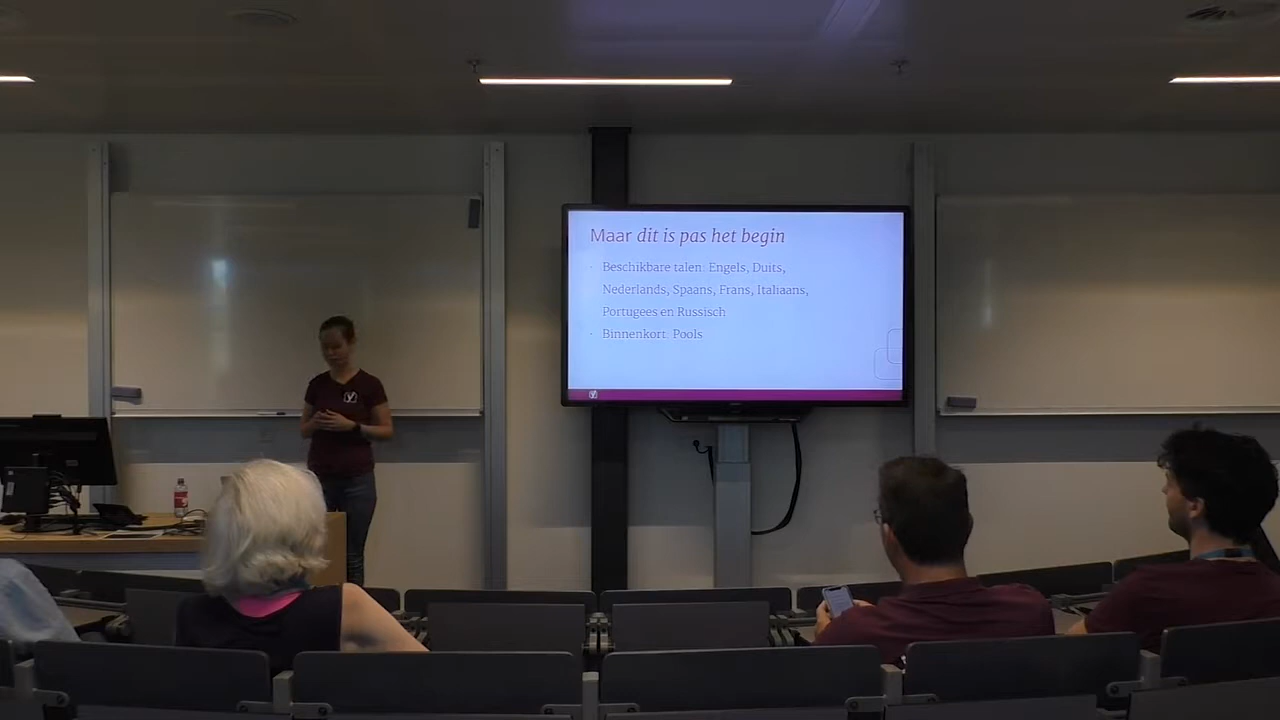 Maar dit is pas het begin
· Beschikbare talen: Engels, Duits,
Nederlands, Spaans, Frans, Italiaans,
Portugees en Russisch
· Binnenkort: Pools